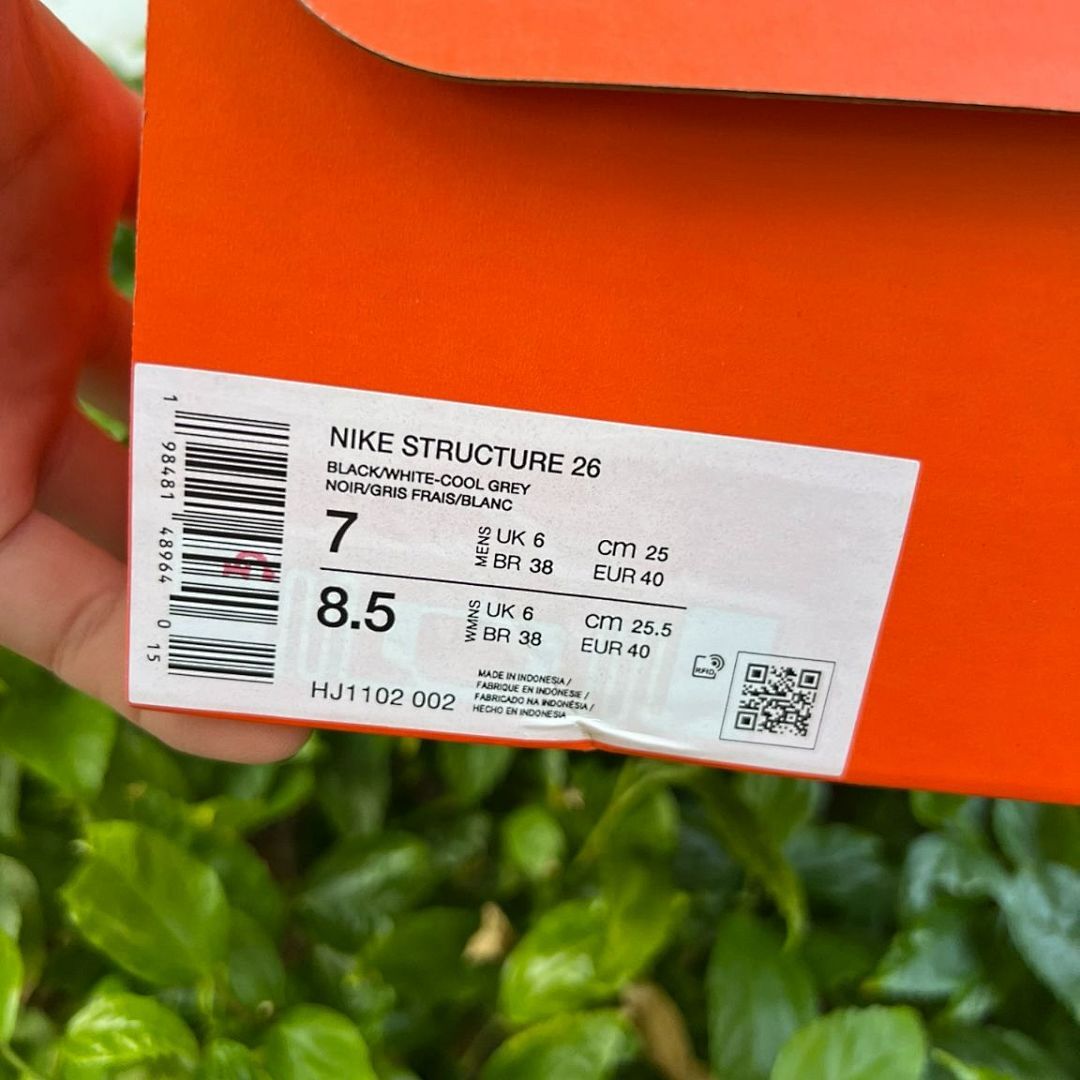 NIKE STRUCTURE 26
BLACK/WHITE-COOL GREY
NOIR/GRIS FRAIS/BLANC
7 MENS UK 6 cm 25
BR 38 EUR 40
8.5 WMNS UK 6 cm 25.5
BR 38 EUR 40
HJ1102 002
MADE IN INDONESIA /
FABRIQUE EN INDONESIE /
FABRICADO NA INDONÉSIA /
HECHO EN INDONESIA
RFID
1 98481 48964 0 15